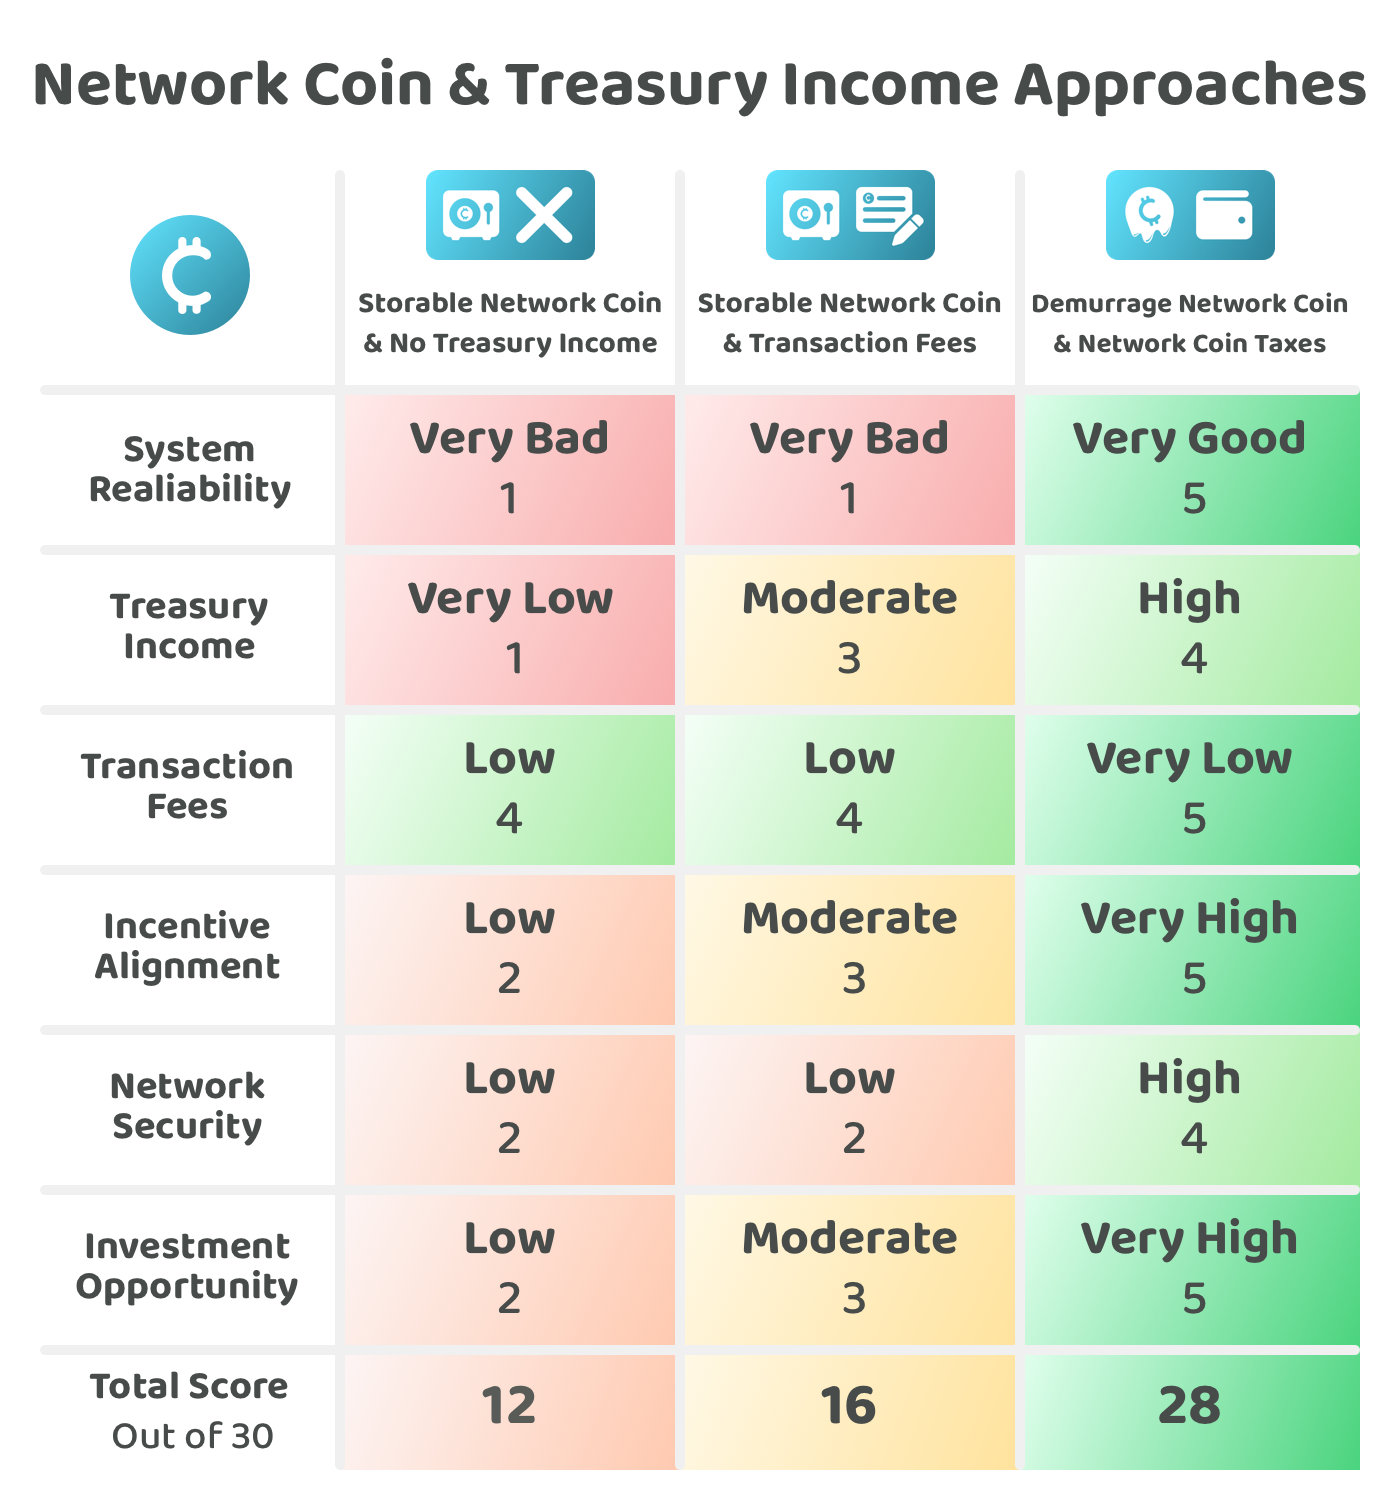 Network Coin & Treasury Income Approaches
Storable Network Coin
& No Treasury Income
Storable Network Coin
& Transaction Fees
Demurrage Network Coin
& Network Coin Taxes
System
Realiability
Very Bad
1
Very Bad
1
Very Good
5
Treasury
Income
Very Low
1
Moderate
3
High
4
Transaction
Fees
Low
4
Low
4
Very Low
5
Incentive
Alignment
Low
2
Moderate
3
Very High
5
Network
Security
Low
2
Low
2
High
4
Investment
Opportunity
Low
2
Moderate
3
Very High
5
Total Score
Out of 30
12
16
28